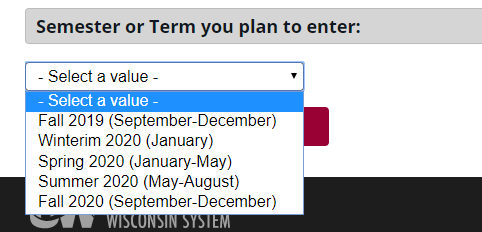 Semester or Term you plan to enter:
- Select a value -
- Select a value -
Fall 2019 (September-December)
Winterim 2020 (January)
Spring 2020 (January-May)
Summer 2020 (May-August)
Fall 2020 (September-December)
WISCONSIN SYSTEM